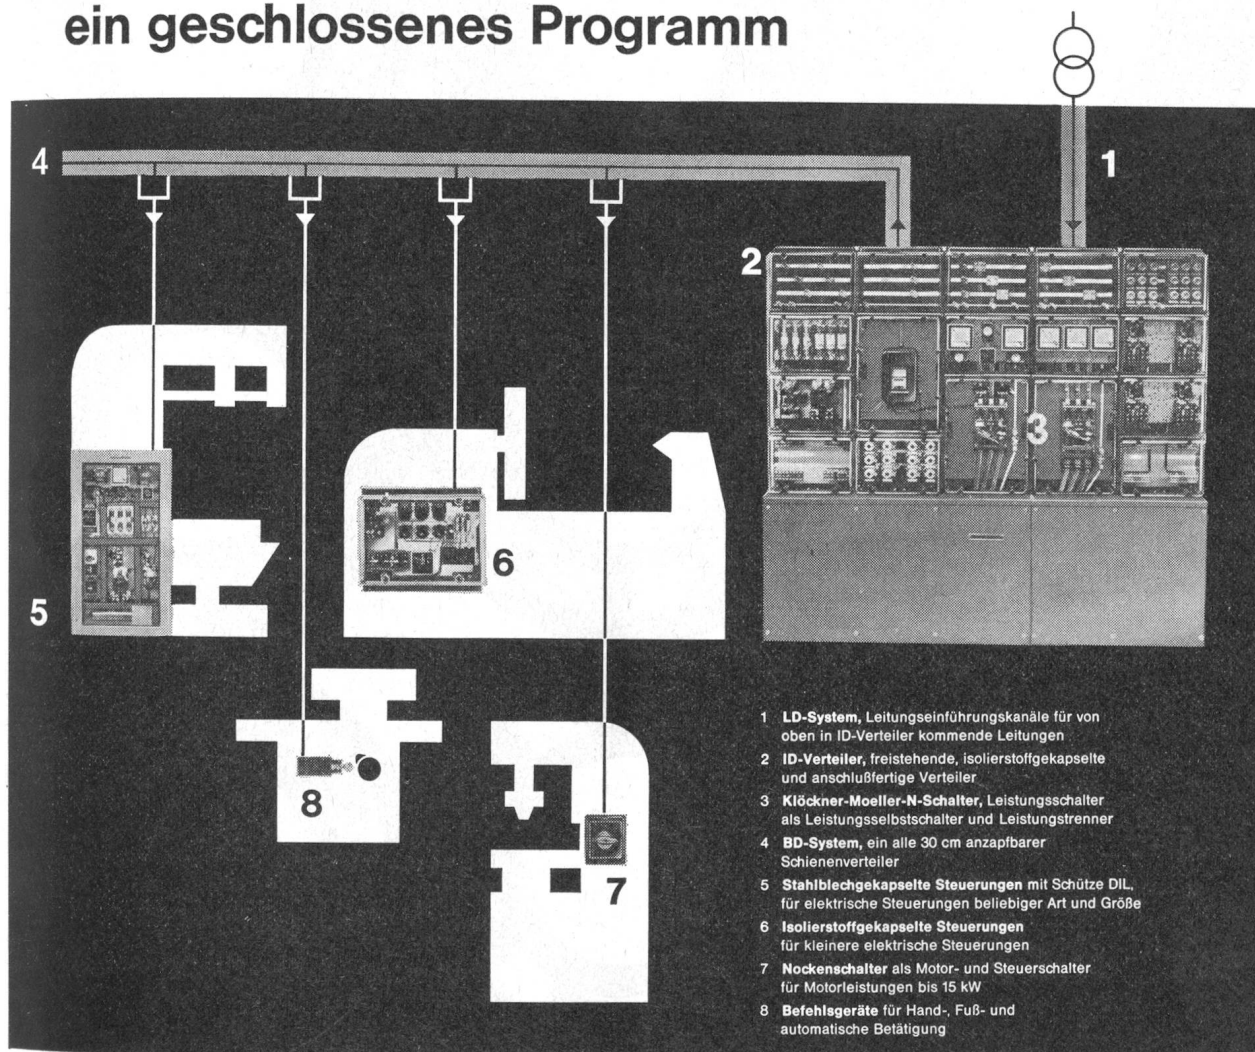 ein geschlossenes Programm
4
1
2
3
6
5
8
7
1 LD-System, Leitungseinführungskanäle für von
oben in ID-Verteiler kommende Leitungen
2 ID-Verteiler, freistehende, isolierstoffgekapselte
und anschlußfertige Verteiler
3 Klöckner-Moeller-N-Schalter, Leistungsschalter
als Leistungsselbstschalter und Leistungstrenner
4 BD-System, ein alle 30 cm anzapfbarer
Schienenverteiler
5 Stahlblechgekapselte Steuerungen mit Schütze DIL,
für elektrische Steuerungen beliebiger Art und Größe
6 Isolierstoffgekapselte Steuerungen
für kleinere elektrische Steuerungen
7 Nockenschalter als Motor- und Steuerschalter
für Motorleistungen bis 15 kW
8 Befehlsgeräte für Hand-, Fuß- und
automatische Betätigung